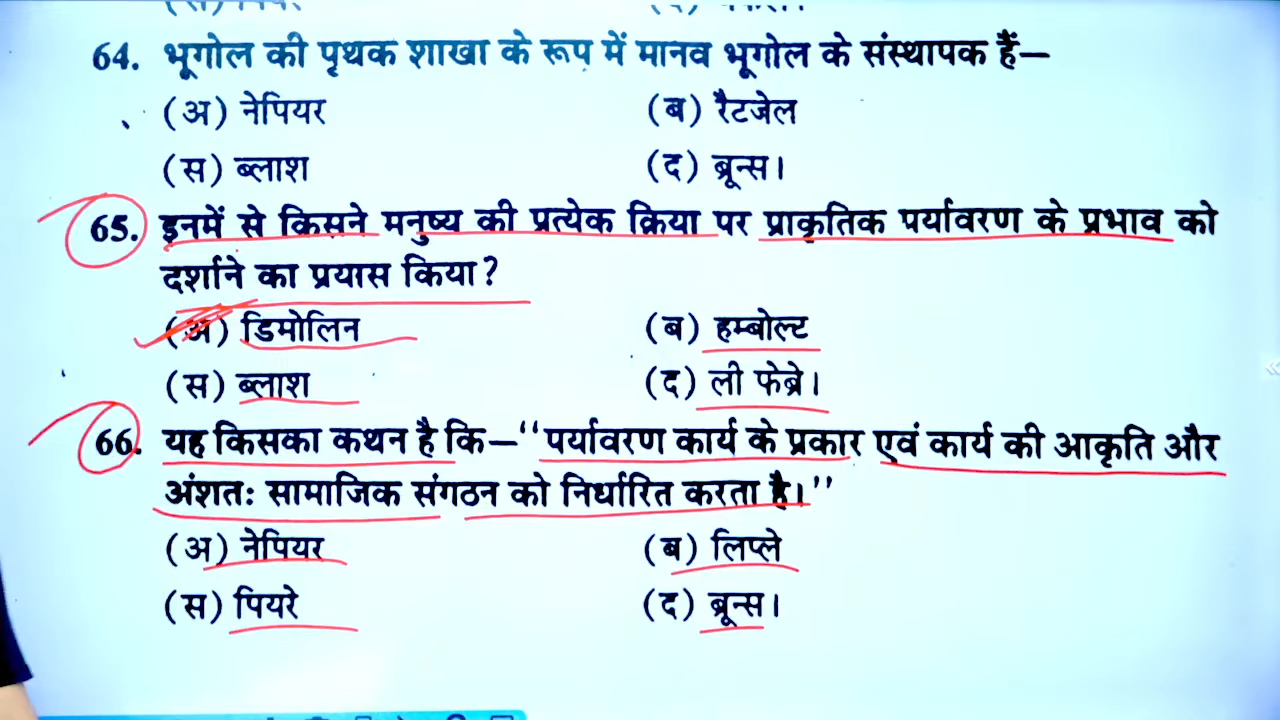 64. भूगोल की पृथक शाखा के रूप में मानव भूगोल के संस्थापक हैं—
(अ) नेपियर (ब) रैटजेल
(स) ब्लाश (द) ब्रून्स।
65. इनमें से किसने मनुष्य की प्रत्येक क्रिया पर प्राकृतिक पर्यावरण के प्रभाव को
दर्शाने का प्रयास किया?
(अ) डिमोलिन (ब) हम्बोल्ट
(स) ब्लाश (द) ली फेब्रे।
66. यह किसका कथन है कि—‘‘पर्यावरण कार्य के प्रकार एवं कार्य की आकृति और
अंशतः सामाजिक संगठन को निर्धारित करता है।’’
(अ) नेपियर (ब) लिप्ले
(स) पियरे (द) ब्रून्स।